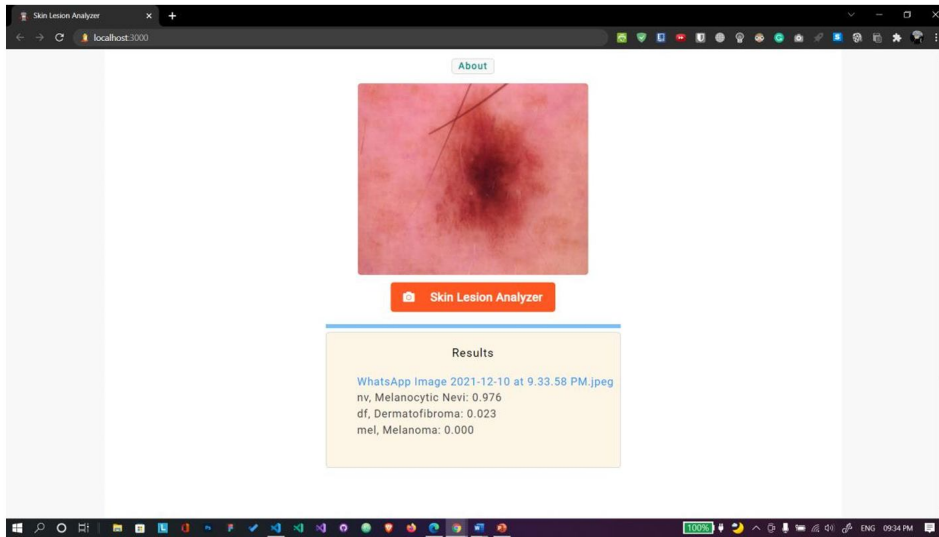 Skin Lesion Analyzer
localhost:3000
About
Skin Lesion Analyzer
Results
WhatsApp Image 2021-12-10 at 9.33.58 PM.jpeg
nv, Melanocytic Nevi: 0.976
df, Dermatofibroma: 0.023
mel, Melanoma: 0.000
100%
ENG
09:34 PM